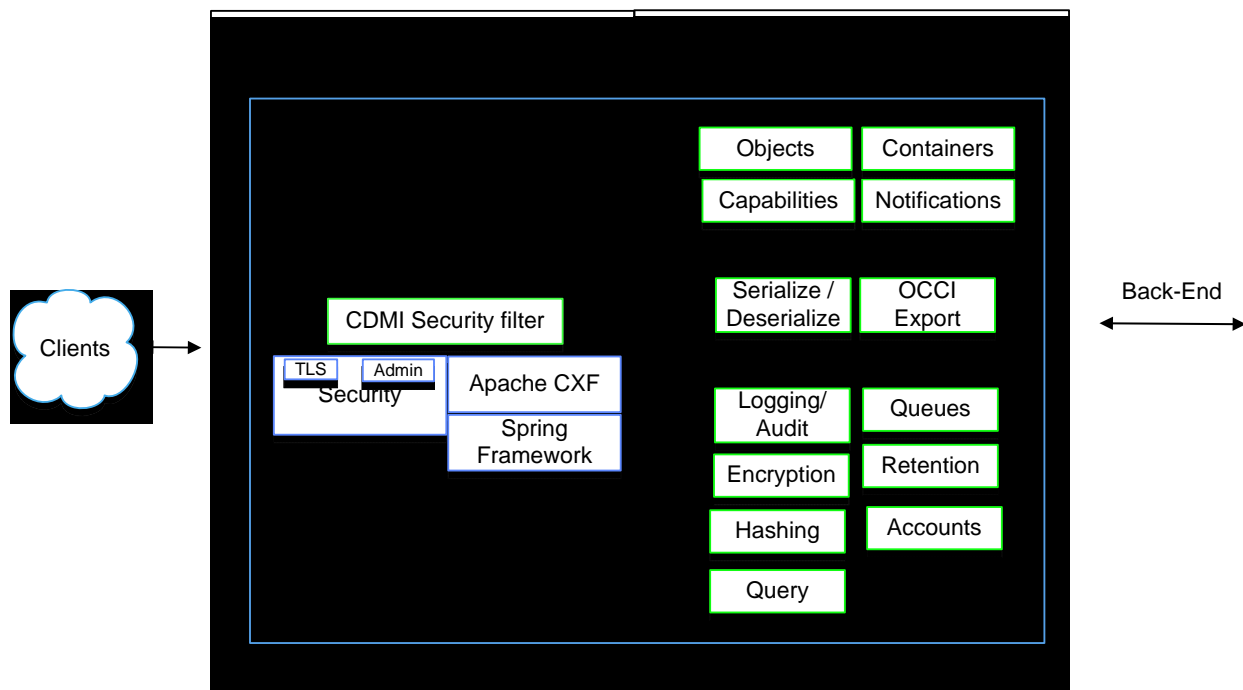 Objects
Containers
Capabilities
Notifications
Serialize /
Deserialize
OCCI
Export
Back-End
CDMI Security filter
Clients
TLS
Admin
Security
Apache CXF
Spring
Framework
Logging/
Audit
Queues
Encryption
Retention
Hashing
Accounts
Query